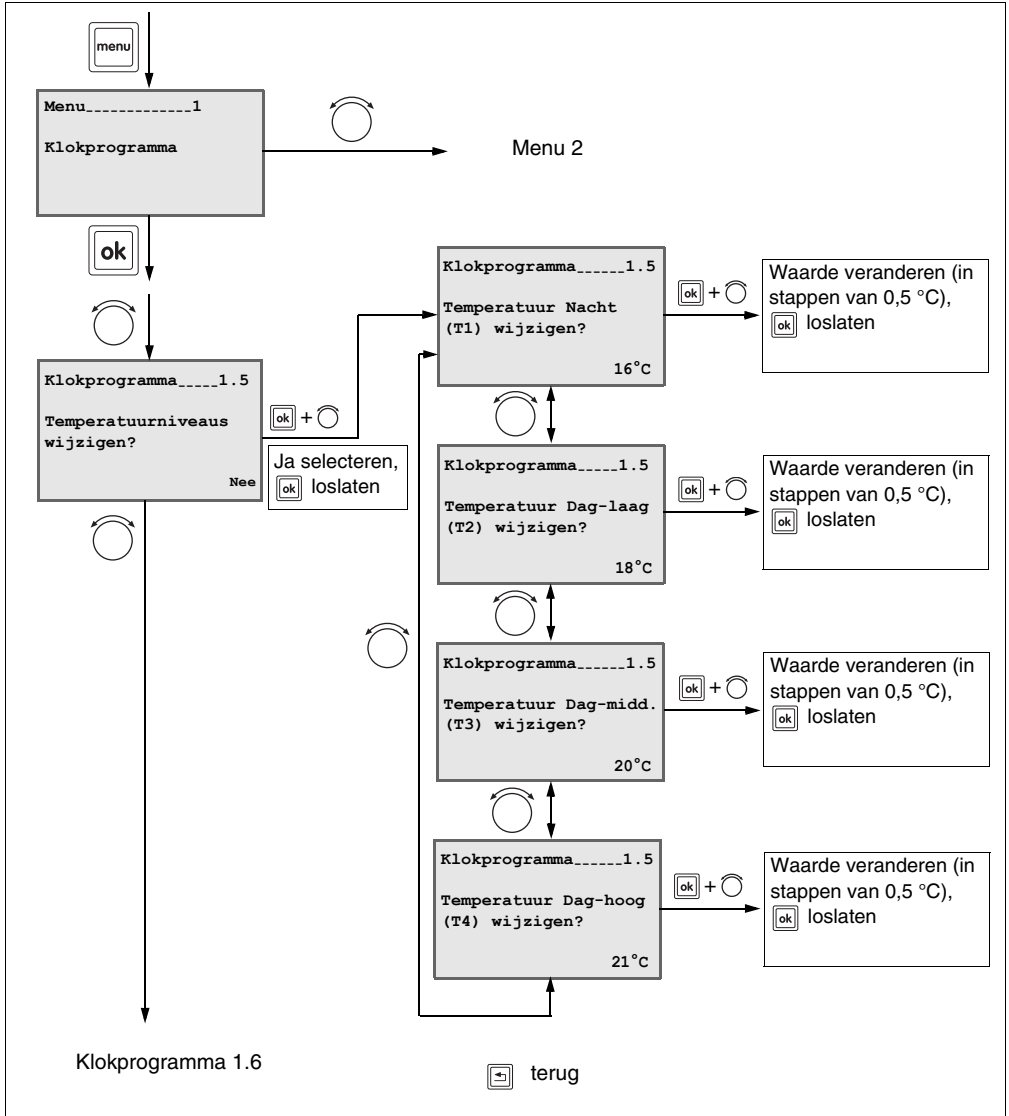 menu
Menu_____________1
Klokprogramma
Menu 2
ok
Klokprogramma_____1.5
Temperatuurniveaus
wijzigen?
Nee
ok +
Ja selecteren,
ok loslaten
Klokprogramma______1.5
Temperatuur Nacht
(T1) wijzigen?
16°C
ok +
Waarde veranderen (in
stappen van 0,5 °C),
ok loslaten
Klokprogramma_____1.5
Temperatuur Dag-laag
(T2) wijzigen?
18°C
ok +
Waarde veranderen (in
stappen van 0,5 °C),
ok loslaten
Klokprogramma______1.5
Temperatuur Dag-midd.
(T3) wijzigen?
20°C
ok +
Waarde veranderen (in
stappen van 0,5 °C),
ok loslaten
Klokprogramma______1.5
Temperatuur Dag-hoog
(T4) wijzigen?
21°C
ok +
Waarde veranderen (in
stappen van 0,5 °C),
ok loslaten
Klokprogramma 1.6
terug